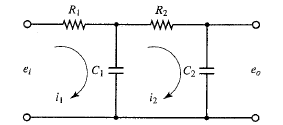 R₁ R₂
eᵢ C₁ C₂ eₒ
i₁ i₂